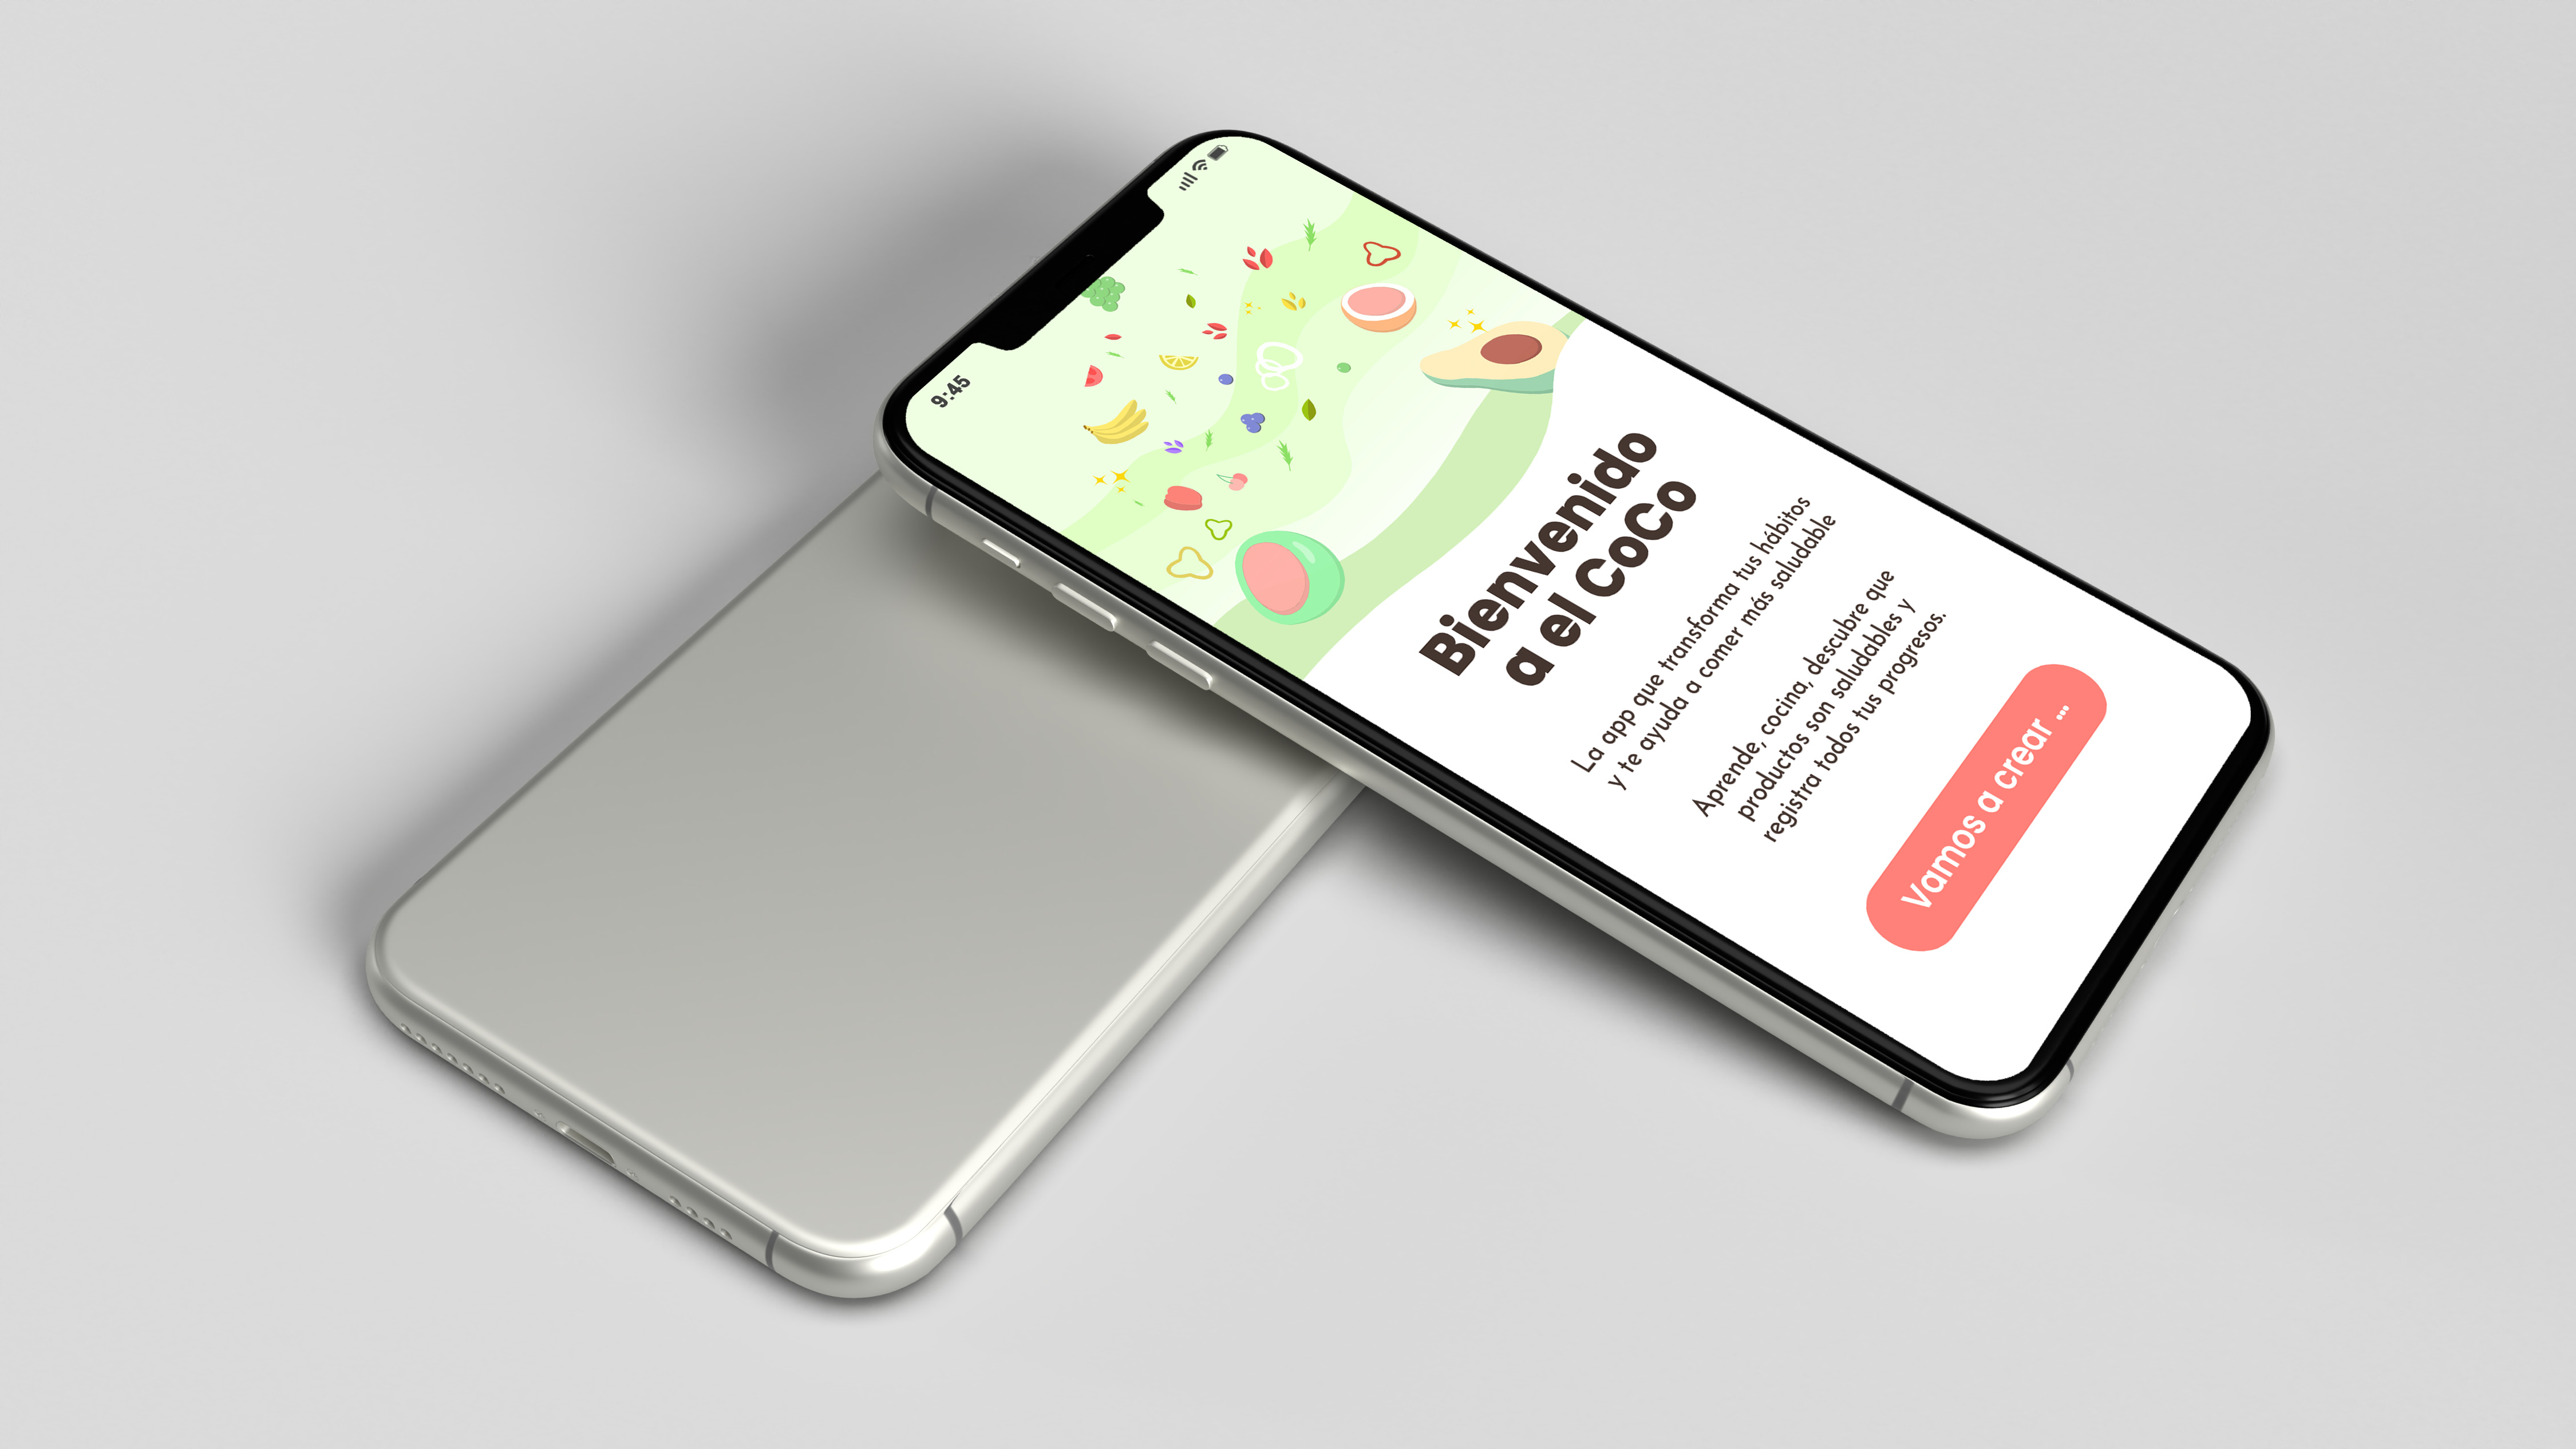 9:45
Bienvenido
a el CoCo
La app que transforma tus hábitos
y te ayuda a comer más saludable
Aprende, cocina, descubre que
productos son saludables y
registra todos tus progresos.
Vamos a crear ...